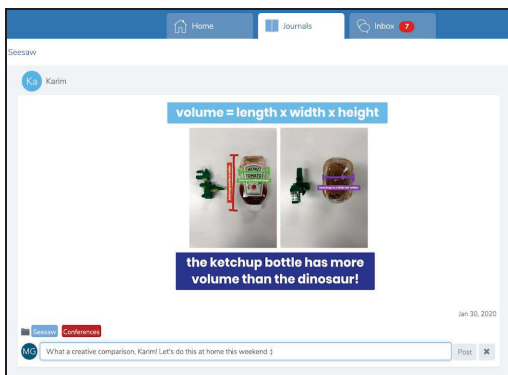 Home
Journals
Inbox 7
Seesaw
Ka Karim
volume = length x width x height
HEINZ
TOMATO
the ketchup bottle has more
volume than the dinosaur!
Jan 30, 2020
Seesaw Conferences
MG What a creative comparison, Karim! Let's do this at home this weekend :) Post